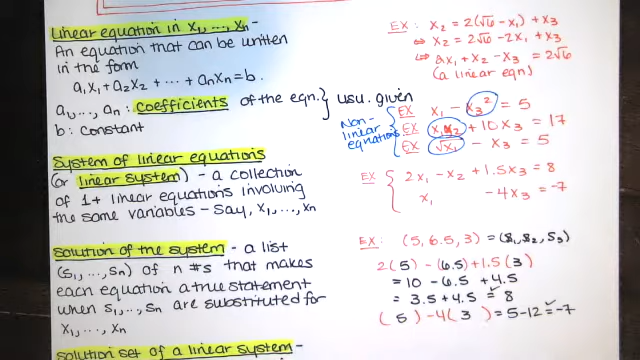 Linear equation in x₁, ..., xₙ -
An equation that can be written
in the form
a₁x₁ + a₂x₂ + ... + aₙxₙ = b.
a₁, ..., aₙ : coefficients of the eqn. } usu. given
b: constant
System of linear equations
(or linear system) - a collection
of 1+ linear equations involving
the same variables - say, x₁, ..., xₙ
solution of the system - a list
(s₁, ..., sₙ) of n #s that makes
each equation a true statement
when s₁, ..., sₙ are substituted for
x₁, ..., xₙ
solution set of a linear system -
EX: x₂ = 2(√6 - x₁) + x₃
⇔ x₂ = 2√6 - 2x₁ + x₃
⇔ 2x₁ + x₂ - x₃ = 2√6
(a linear eqn)
Non-linear equations
EX x₁ - x₃² = 5
EX x₁x₂ + 10x₃ = 17
EX √x₁ - x₃ = 5
EX { 2x₁ - x₂ + 1.5x₃ = 8
x₁ - 4x₃ = -7
EX: (5, 6.5, 3) = (s₁, s₂, s₃)
2(5) - (6.5) + 1.5(3)
= 10 - 6.5 + 4.5
= 3.5 + 4.5 = 8 ✓
(5) - 4(3) = 5 - 12 = -7 ✓